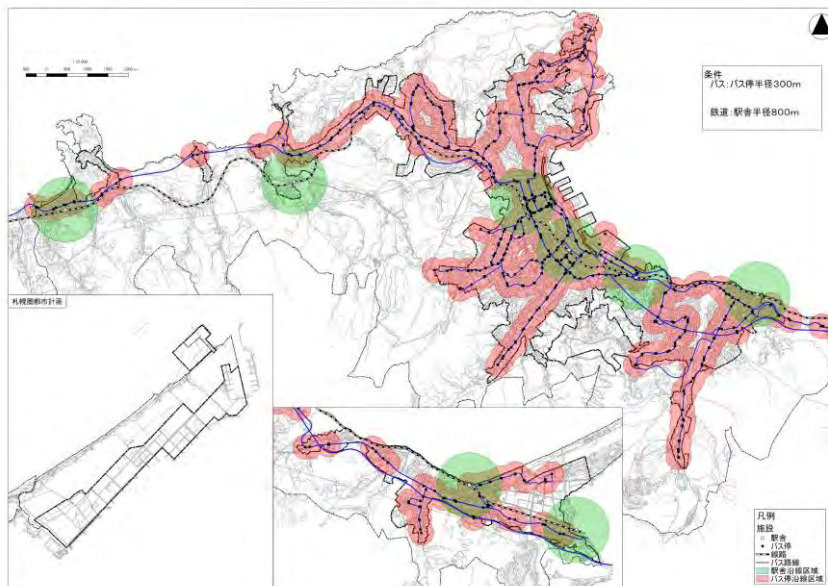 条件
バス:バス停半径300m
鉄道:駅舎半径800m
札幌圏都市計画
凡例
施設
駅舎
バス停
線路
バス路線
駅舎沿線区域
バス停沿線区域